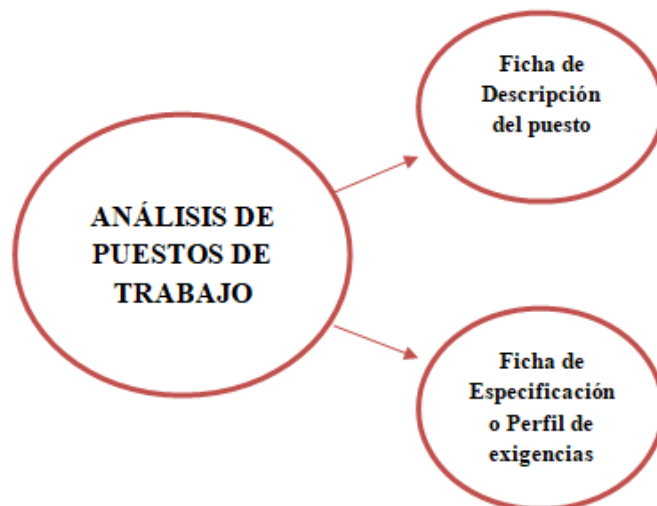 ANÁLISIS DE
PUESTOS DE
TRABAJO
Ficha de
Descripción
del puesto
Ficha de
Especificación
o Perfil de
exigencias